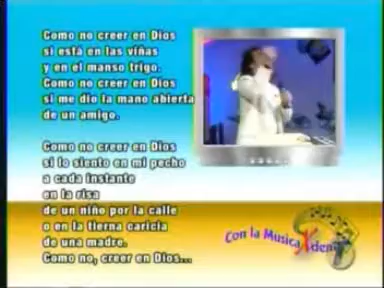 Como no creer en Dios
si está en las viñas
y en el manso trigo.
Como no creer en Dios
si me dio la mano abierta
de un amigo.
Como no creer en Dios
si lo siento en mi pecho
a cada instante
en la risa
de un niño por la calle
o en la tierna caricia
de una madre.
Como no, creer en Dios...
Con la Musica Xden